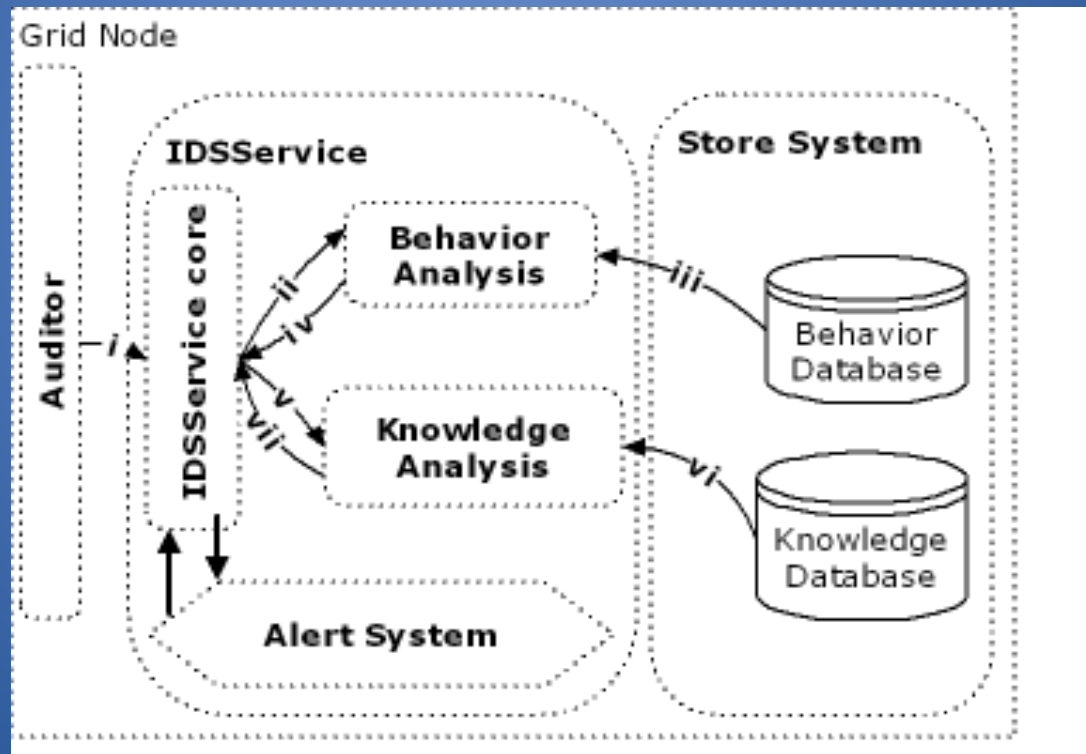 Grid Node
Auditor
i
IDSService
IDSService core
ii
iv
v
vii
Behavior
Analysis
Knowledge
Analysis
Alert System
Store System
iii
vi
Behavior
Database
Knowledge
Database